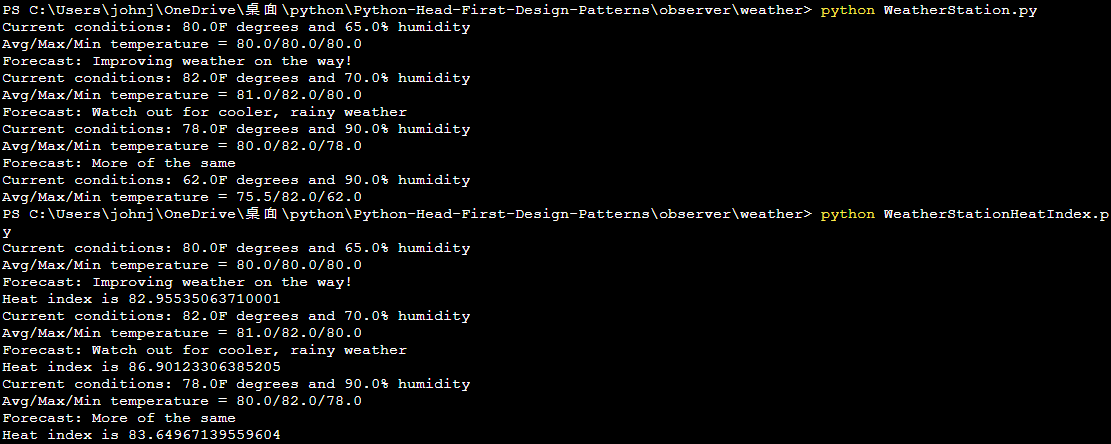 PS C:\Users\johnj\OneDrive\桌面\python\Python-Head-First-Design-Patterns\observer\weather> python WeatherStation.py
Current conditions: 80.0F degrees and 65.0% humidity
Avg/Max/Min temperature = 80.0/80.0/80.0
Forecast: Improving weather on the way!
Current conditions: 82.0F degrees and 70.0% humidity
Avg/Max/Min temperature = 81.0/82.0/80.0
Forecast: Watch out for cooler, rainy weather
Current conditions: 78.0F degrees and 90.0% humidity
Avg/Max/Min temperature = 80.0/82.0/78.0
Forecast: More of the same
Current conditions: 62.0F degrees and 90.0% humidity
Avg/Max/Min temperature = 75.5/82.0/62.0
PS C:\Users\johnj\OneDrive\桌面\python\Python-Head-First-Design-Patterns\observer\weather> python WeatherStationHeatIndex.p
y
Current conditions: 80.0F degrees and 65.0% humidity
Avg/Max/Min temperature = 80.0/80.0/80.0
Forecast: Improving weather on the way!
Heat index is 82.95535063710001
Current conditions: 82.0F degrees and 70.0% humidity
Avg/Max/Min temperature = 81.0/82.0/80.0
Forecast: Watch out for cooler, rainy weather
Heat index is 86.90123306385205
Current conditions: 78.0F degrees and 90.0% humidity
Avg/Max/Min temperature = 80.0/82.0/78.0
Forecast: More of the same
Heat index is 83.64967139559604